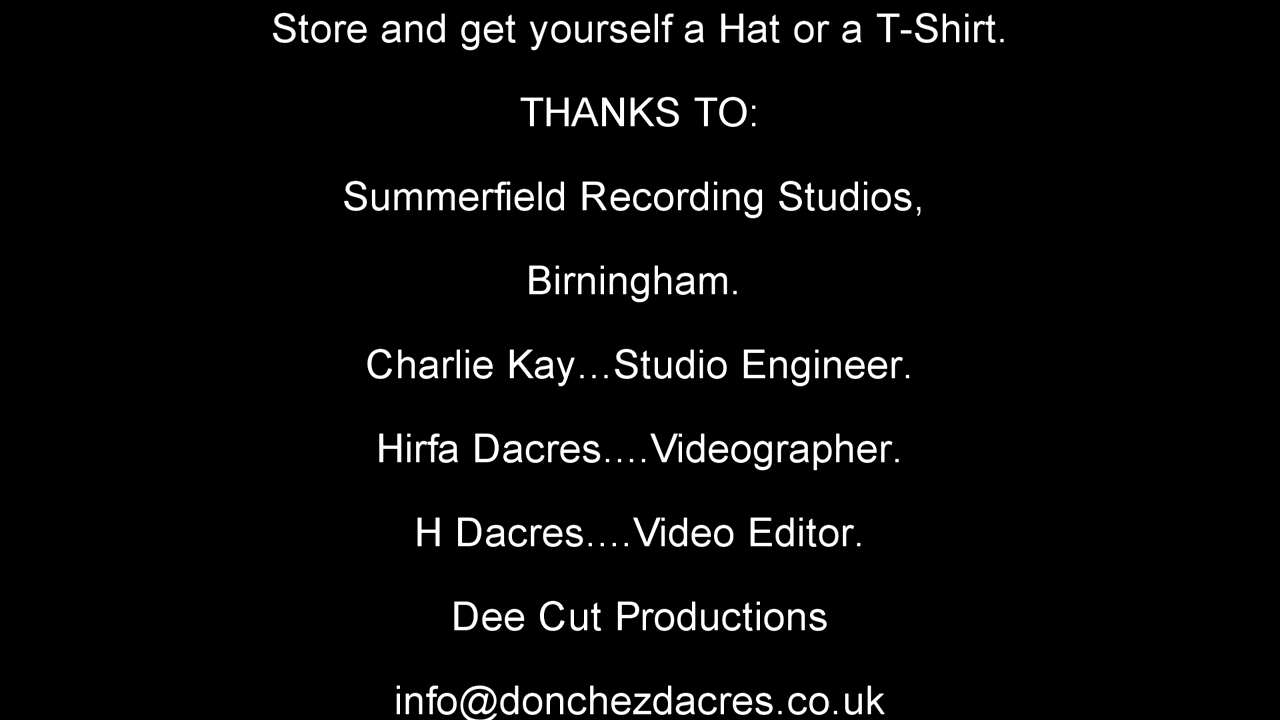 Store and get yourself a Hat or a T-Shirt.
THANKS TO:
Summerfield Recording Studios,
Birningham.
Charlie Kay...Studio Engineer.
Hirfa Dacres....Videographer.
H Dacres....Video Editor.
Dee Cut Productions
info@donchezdacres.co.uk